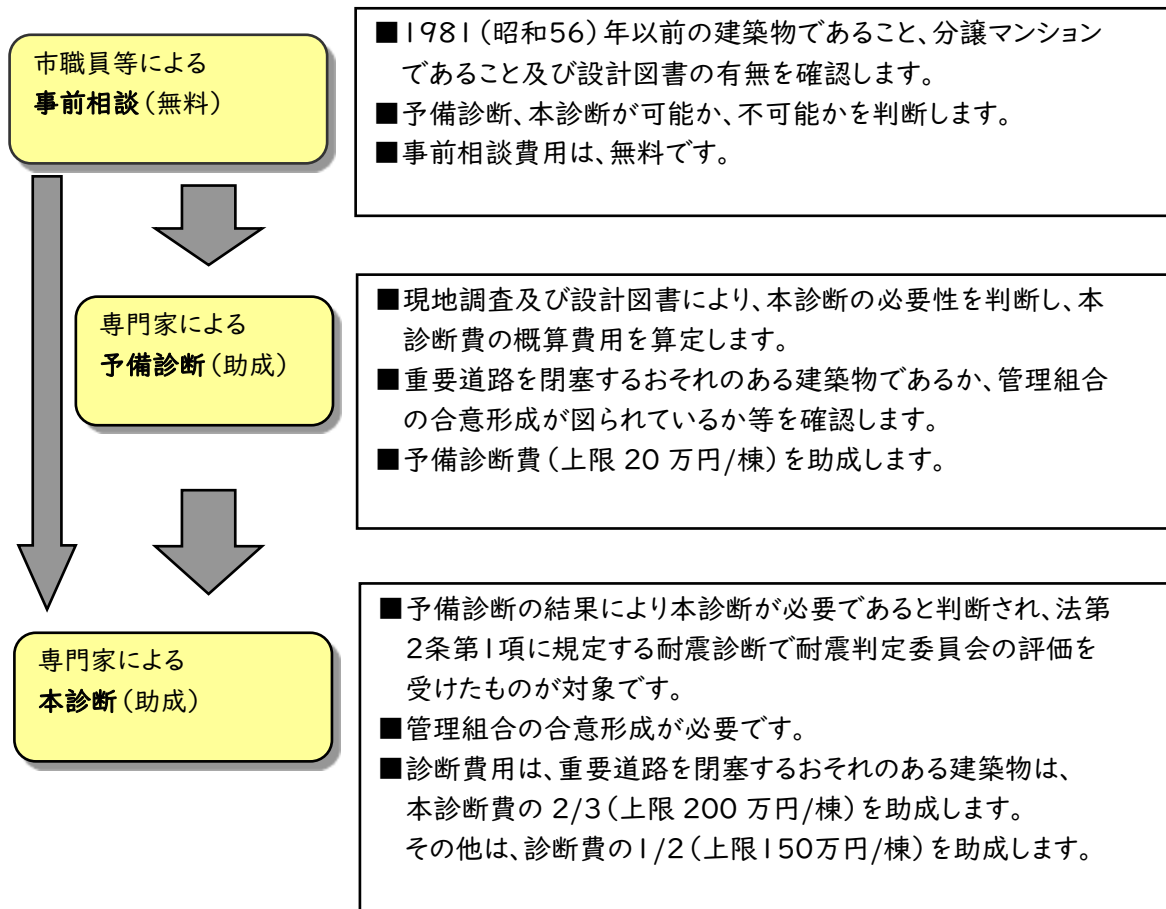 市職員等による
事前相談(無料)
■1981(昭和56)年以前の建築物であること、分譲マンション
であること及び設計図書の有無を確認します。
■予備診断、本診断が可能か、不可能かを判断します。
■事前相談費用は、無料です。
専門家による
予備診断(助成)
■現地調査及び設計図書により、本診断の必要性を判断し、本
診断費の概算費用を算定します。
■重要道路を閉塞するおそれのある建築物であるか、管理組合
の合意形成が図られているか等を確認します。
■予備診断費(上限 20 万円/棟)を助成します。
専門家による
本診断(助成)
■予備診断の結果により本診断が必要であると判断され、法第
2条第1項に規定する耐震診断で耐震判定委員会の評価を
受けたものが対象です。
■管理組合の合意形成が必要です。
■診断費用は、重要道路を閉塞するおそれのある建築物は、
本診断費の 2/3(上限 200 万円/棟)を助成します。
その他は、診断費の1/2(上限150万円/棟)を助成します。